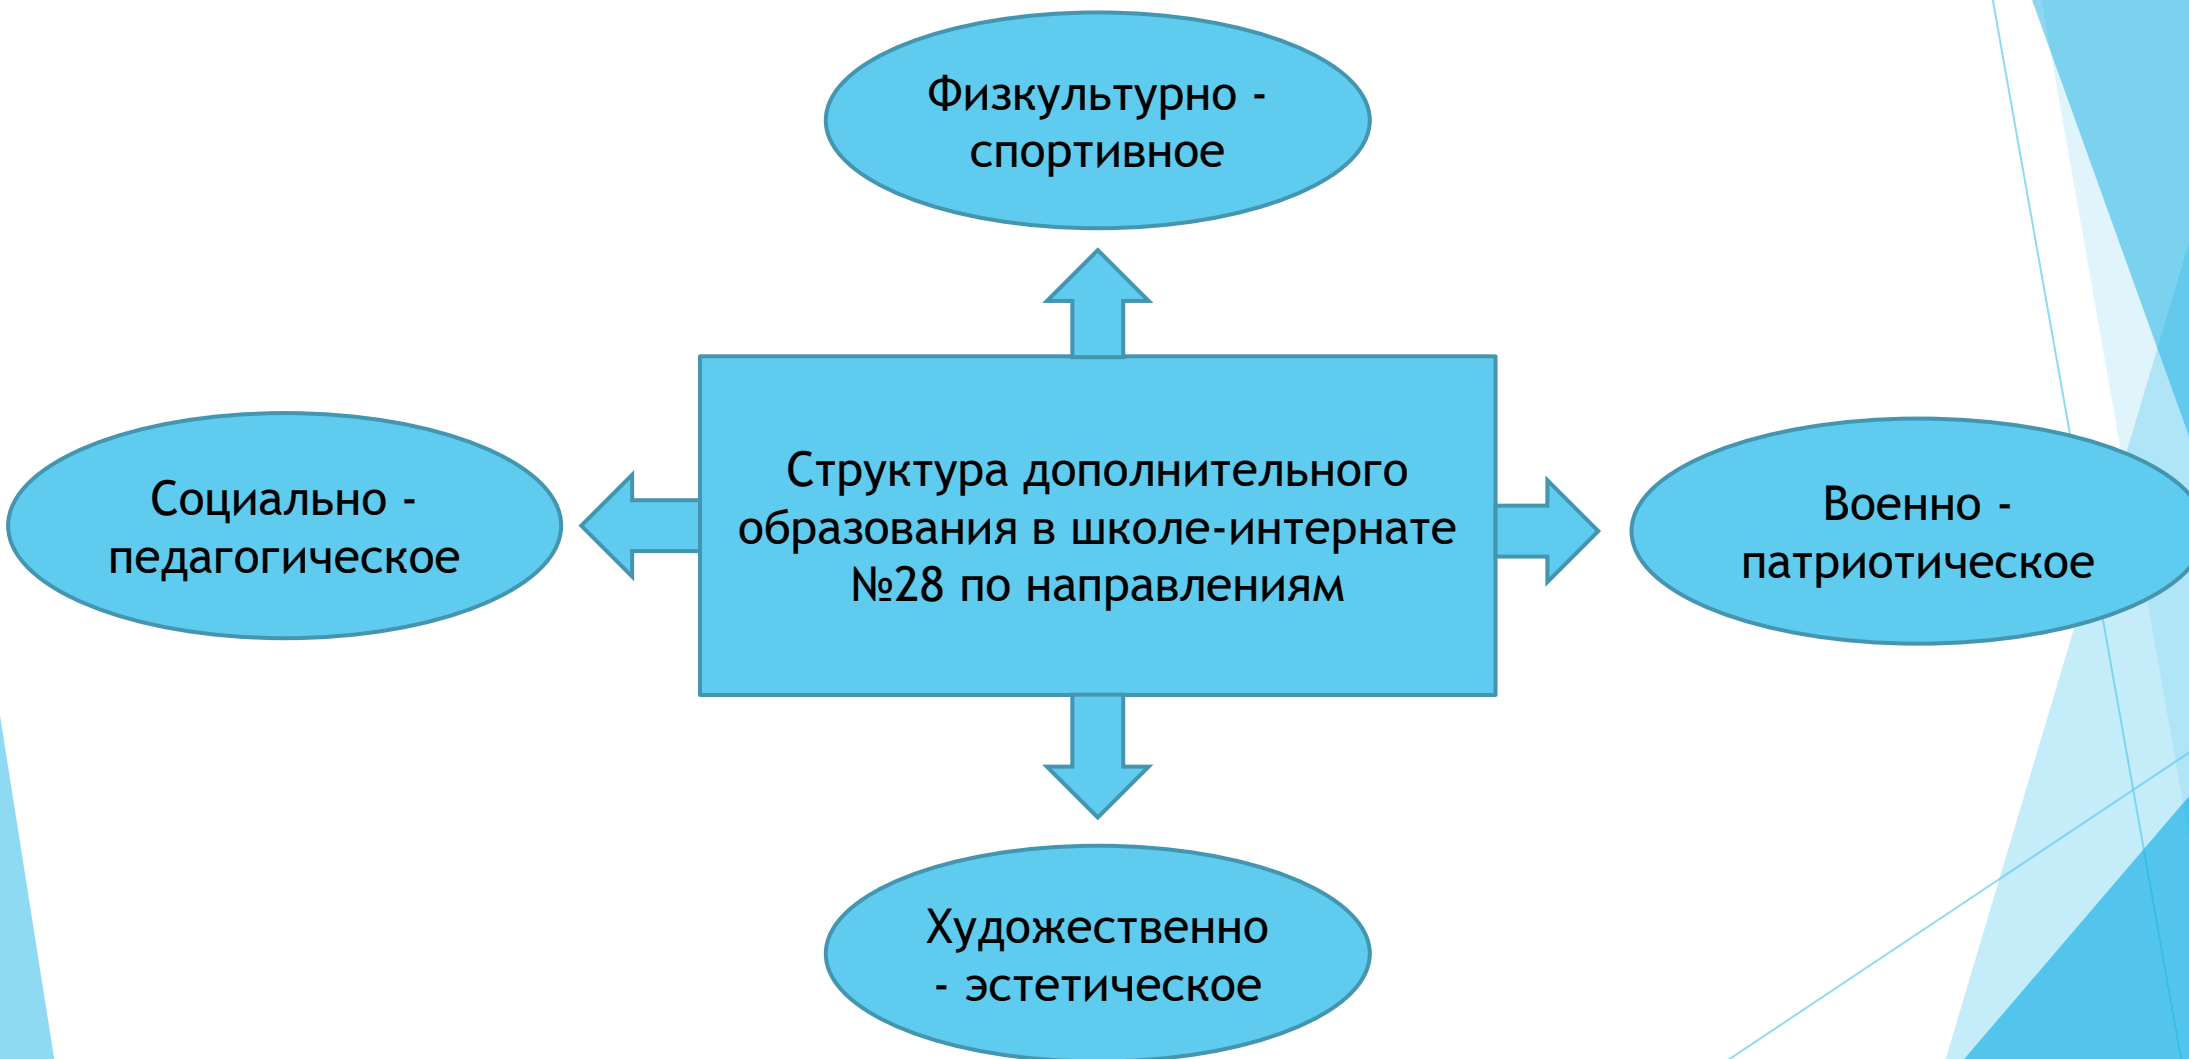 Физкультурно -
спортивное
Социально -
педагогическое
Структура дополнительного
образования в школе-интернате
№28 по направлениям
Военно -
патриотическое
Художественно
- эстетическое